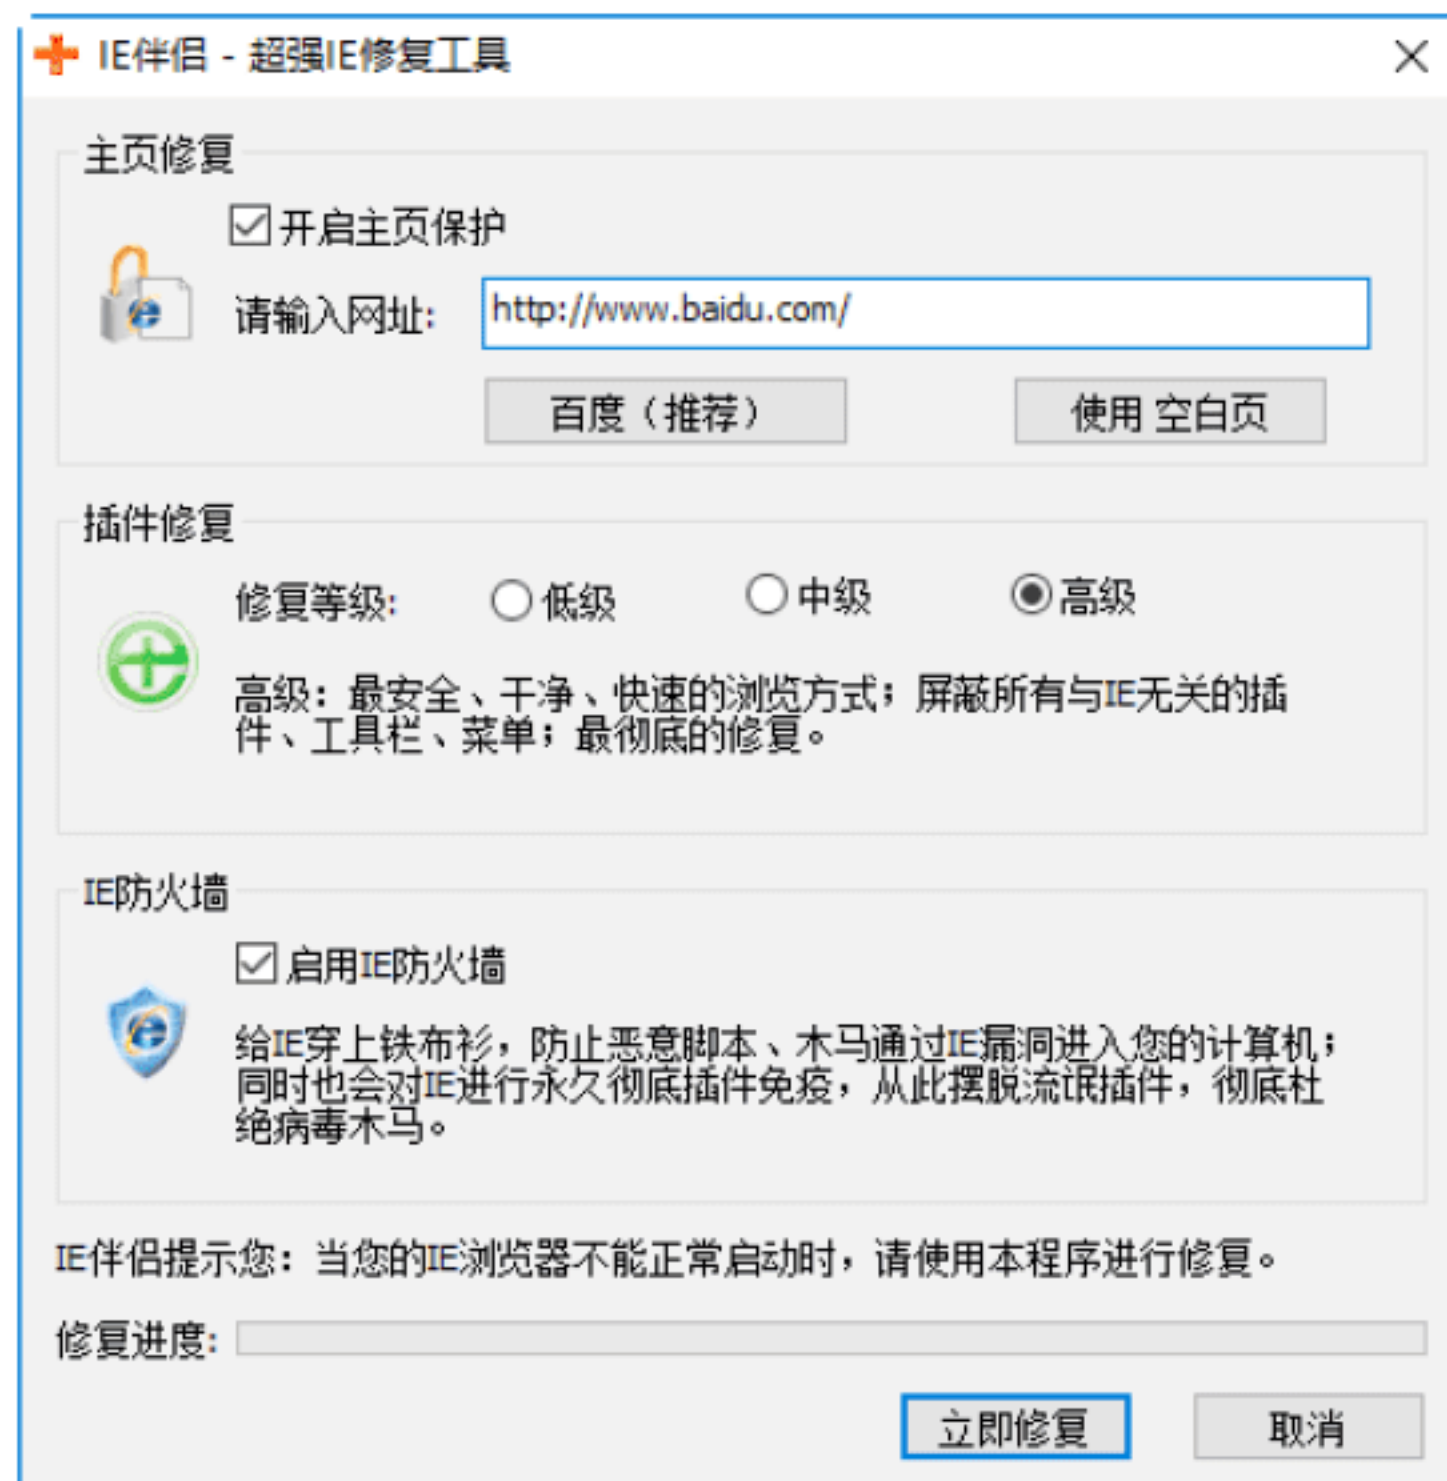 IE伴侣 - 超强IE修复工具
主页修复
开启主页保护
请输入网址:
http://www.baidu.com/
百度（推荐）
使用 空白页
插件修复
修复等级:
低级
中级
高级
高级：最安全、干净、快速的浏览方式；屏蔽所有与IE无关的插
件、工具栏、菜单；最彻底的修复。
IE防火墙
启用IE防火墙
给IE穿上铁布衫，防止恶意脚本、木马通过IE漏洞进入您的计算机；
同时也会对IE进行永久彻底插件免疫，从此摆脱流氓插件，彻底杜
绝病毒木马。
IE伴侣提示您：当您的IE浏览器不能正常启动时，请使用本程序进行修复。
修复进度:
立即修复
取消